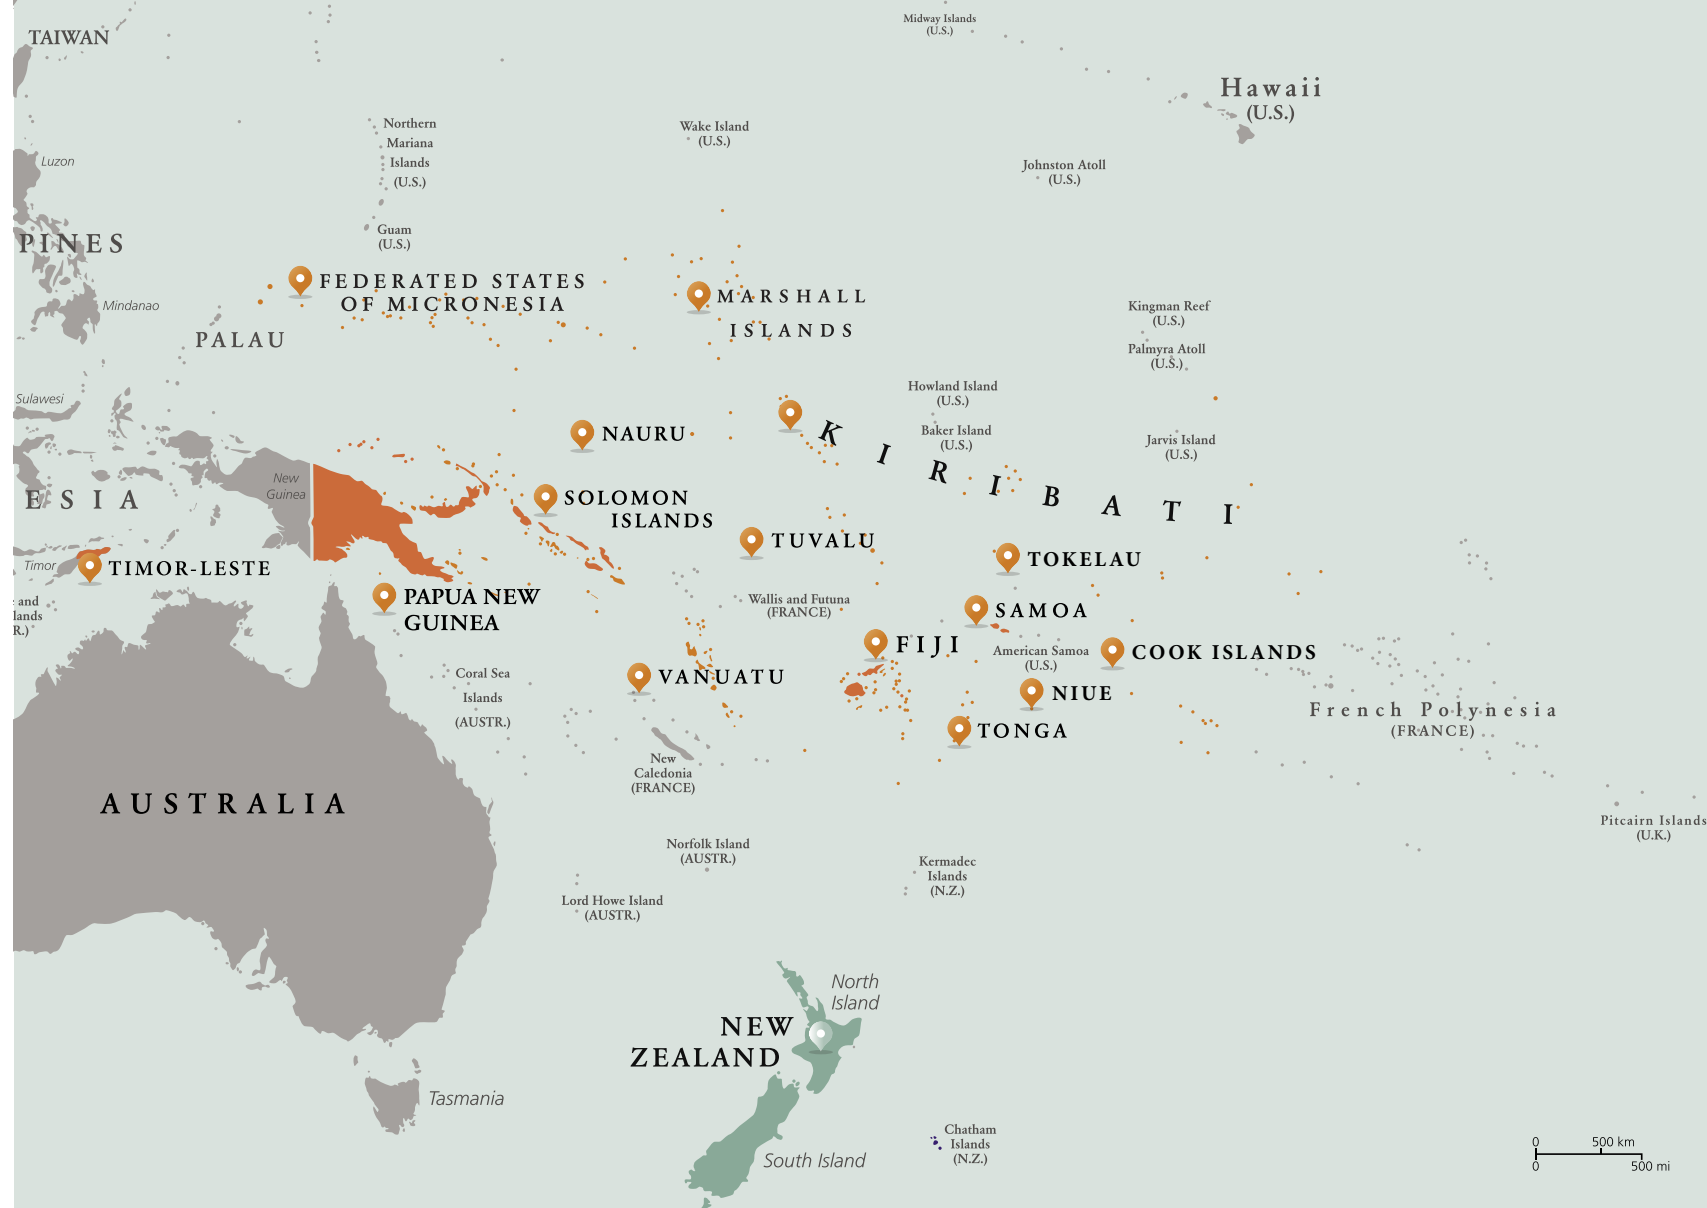 Midway Islands
(U.S.)
TAIWAN
Hawaii
(U.S.)
Northern
Mariana
Islands
(U.S.)
Wake Island
(U.S.)
Luzon
Johnston Atoll
(U.S.)
Guam
(U.S.)
PINES
FEDERATED STATES
OF MICRONESIA
MARSHALL
ISLANDS
Mindanao
Kingman Reef
(U.S.)
PALAU
Palmyra Atoll
(U.S.)
Sulawesi
Howland Island
(U.S.)
NAURU
KIRIBATI
Baker Island
(U.S.)
Jarvis Island
(U.S.)
New
Guinea
ESIA
SOLOMON
ISLANDS
TUVALU
TOKELAU
Timor
TIMOR-LESTE
and
lands
R.)
PAPUA NEW
GUINEA
Wallis and Futuna
(FRANCE)
SAMOA
FIJI
American Samoa
(U.S.)
COOK ISLANDS
Coral Sea
Islands
(AUSTR.)
VANUATU
NIUE
French Polynesia
(FRANCE)
TONGA
New
Caledonia
(FRANCE)
AUSTRALIA
Pitcairn Islands
(U.K.)
Norfolk Island
(AUSTR.)
Kermadec
Islands
(N.Z.)
Lord Howe Island
(AUSTR.)
North
Island
NEW
ZEALAND
Tasmania
Chatham
Islands
(N.Z.)
South Island
0 500 km
0 500 mi